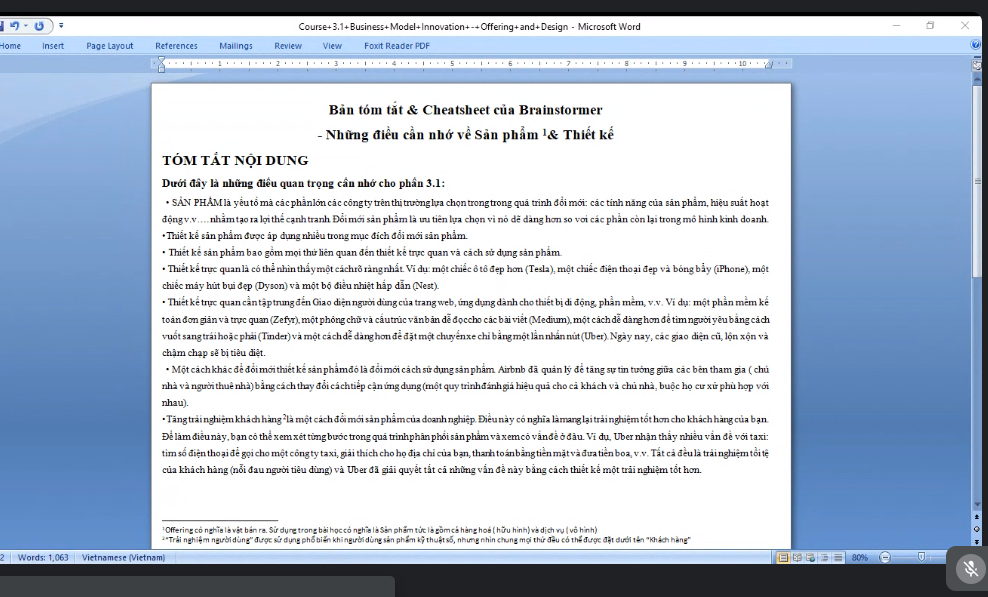 Course+3.1+Business+Model+Innovation+-+Offering+and+Design - Microsoft Word
Home Insert Page Layout References Mailings Review View Foxit Reader PDF
1 2 3 4 5 6 7 8 9 10
Bản tóm tắt & Cheatsheet của Brainstormer
- Những điều cần nhớ về Sản phẩm ¹& Thiết kế
TÓM TẮT NỘI DUNG
Dưới đây là những điều quan trọng cần nhớ cho phần 3.1:
• SẢN PHẨM là yếu tố mà các phần lớn các công ty trên thị trường lựa chọn trong trong quá trình đổi mới: các tính năng của sản phẩm, hiệu suất hoạt
động v.v.… nhằm tạo ra lợi thế cạnh tranh. Đổi mới sản phẩm là ưu tiên lựa chọn vì nó dễ dàng hơn so với các phần còn lại trong mô hình kinh doanh.
•Thiết kế sản phẩm được áp dụng nhiều trong mục đích đổi mới sản phẩm.
• Thiết kế sản phẩm bao gồm mọi thứ liên quan đến thiết kế trực quan và cách sử dụng sản phẩm.
• Thiết kế trực quan là có thể nhìn thấy một cách rõ ràng nhất. Ví dụ: một chiếc ô tô đẹp hơn (Tesla), một chiếc điện thoại đẹp và bóng bẩy (iPhone), một
chiếc máy hút bụi đẹp (Dyson) và một bộ điều nhiệt hấp dẫn (Nest).
• Thiết kế trực quan cần tập trung đến Giao diện người dùng của trang web, ứng dụng dành cho thiết bị di động, phần mềm, v.v. Ví dụ: một phần mềm kế
toán đơn giản và trực quan (Zefyr), một phông chữ và cấu trúc văn bản dễ đọc cho các bài viết (Medium), một cách dễ dàng hơn để tìm người yêu bằng cách
vuốt sang trái hoặc phải (Tinder) và một cách dễ dàng hơn để đặt một chuyến xe chỉ bằng một lần nhấn nút (Uber). Ngày nay, các giao diện cũ, lộn xộn và
chậm chạp sẽ bị tiêu diệt.
• Một cách khác để đổi mới thiết kế sản phẩm đó là đổi mới cách sử dụng sản phẩm. Airbnb đã quản lý để tăng sự tin tưởng giữa các bên tham gia ( chủ
nhà và người thuê nhà) bằng cách thay đổi cách tiếp cận ứng dụng (một quy trình đánh giá hiệu quả cho cả khách và chủ nhà, buộc họ cư xử phù hợp với
nhau).
•Tăng trải nghiệm khách hàng ²là một cách đổi mới sản phẩm của doanh nghiệp. Điều này có nghĩa là mang lại trải nghiệm tốt hơn cho khách hàng của bạn.
Để làm điều này, bạn có thể xem xét từng bước trong quá trình phân phối sản phẩm và xem có vấn đề ở đâu. Ví dụ, Uber nhận thấy nhiều vấn đề với taxi:
tìm số điện thoại để gọi cho một công ty taxi, giải thích cho họ địa chỉ của bạn, thanh toán bằng tiền mặt và đưa tiền boa, v.v. Tất cả đều là trải nghiệm tồi tệ
của khách hàng (nỗi đau người tiêu dùng) và Uber đã giải quyết tất cả những vấn đề này bằng cách thiết kế một trải nghiệm tốt hơn.
¹Offering có nghĩa là vật bán ra. Sử dụng trong bài học có nghĩa là Sản phẩm tức là gồm cả hàng hoá ( hữu hình) và dịch vụ ( vô hình)
²"Trải nghiệm người dùng" được sử dụng phổ biến khi người dùng sản phẩm kỹ thuật số, nhưng nhìn chung mọi thứ đều có thể được đặt dưới tên "Khách hàng"
2 Words: 1,063 Vietnamese (Vietnam) 80%